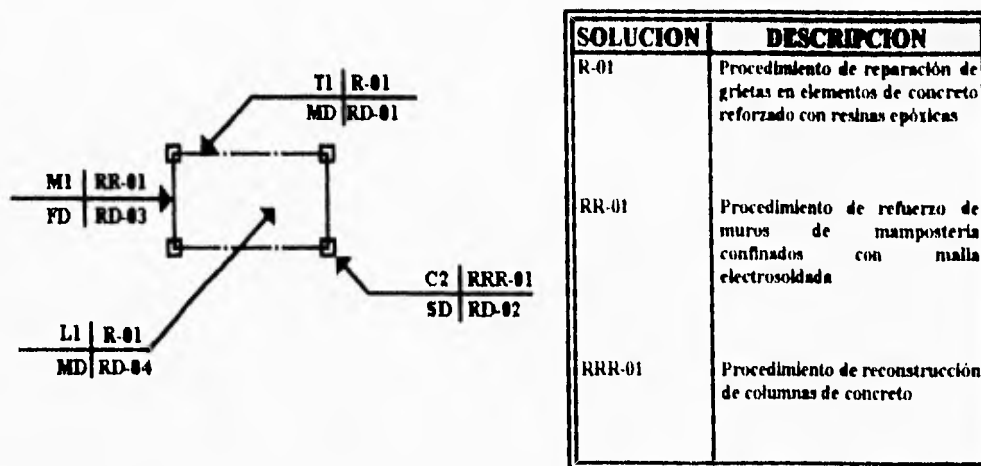 T1 R-01
MD RD-01
M1 RR-01
FD RD-03
C2 RRR-01
SD RD-02
L1 R-01
MD RD-04
SOLUCION DESCRIPCION
R-01 Procedimiento de reparación de
grietas en elementos de concreto
reforzado con resinas epóxicas
RR-01 Procedimiento de refuerzo de
muros de mampostería
confinados con malla
electrosoldada
RRR-01 Procedimiento de reconstrucción
de columnas de concreto